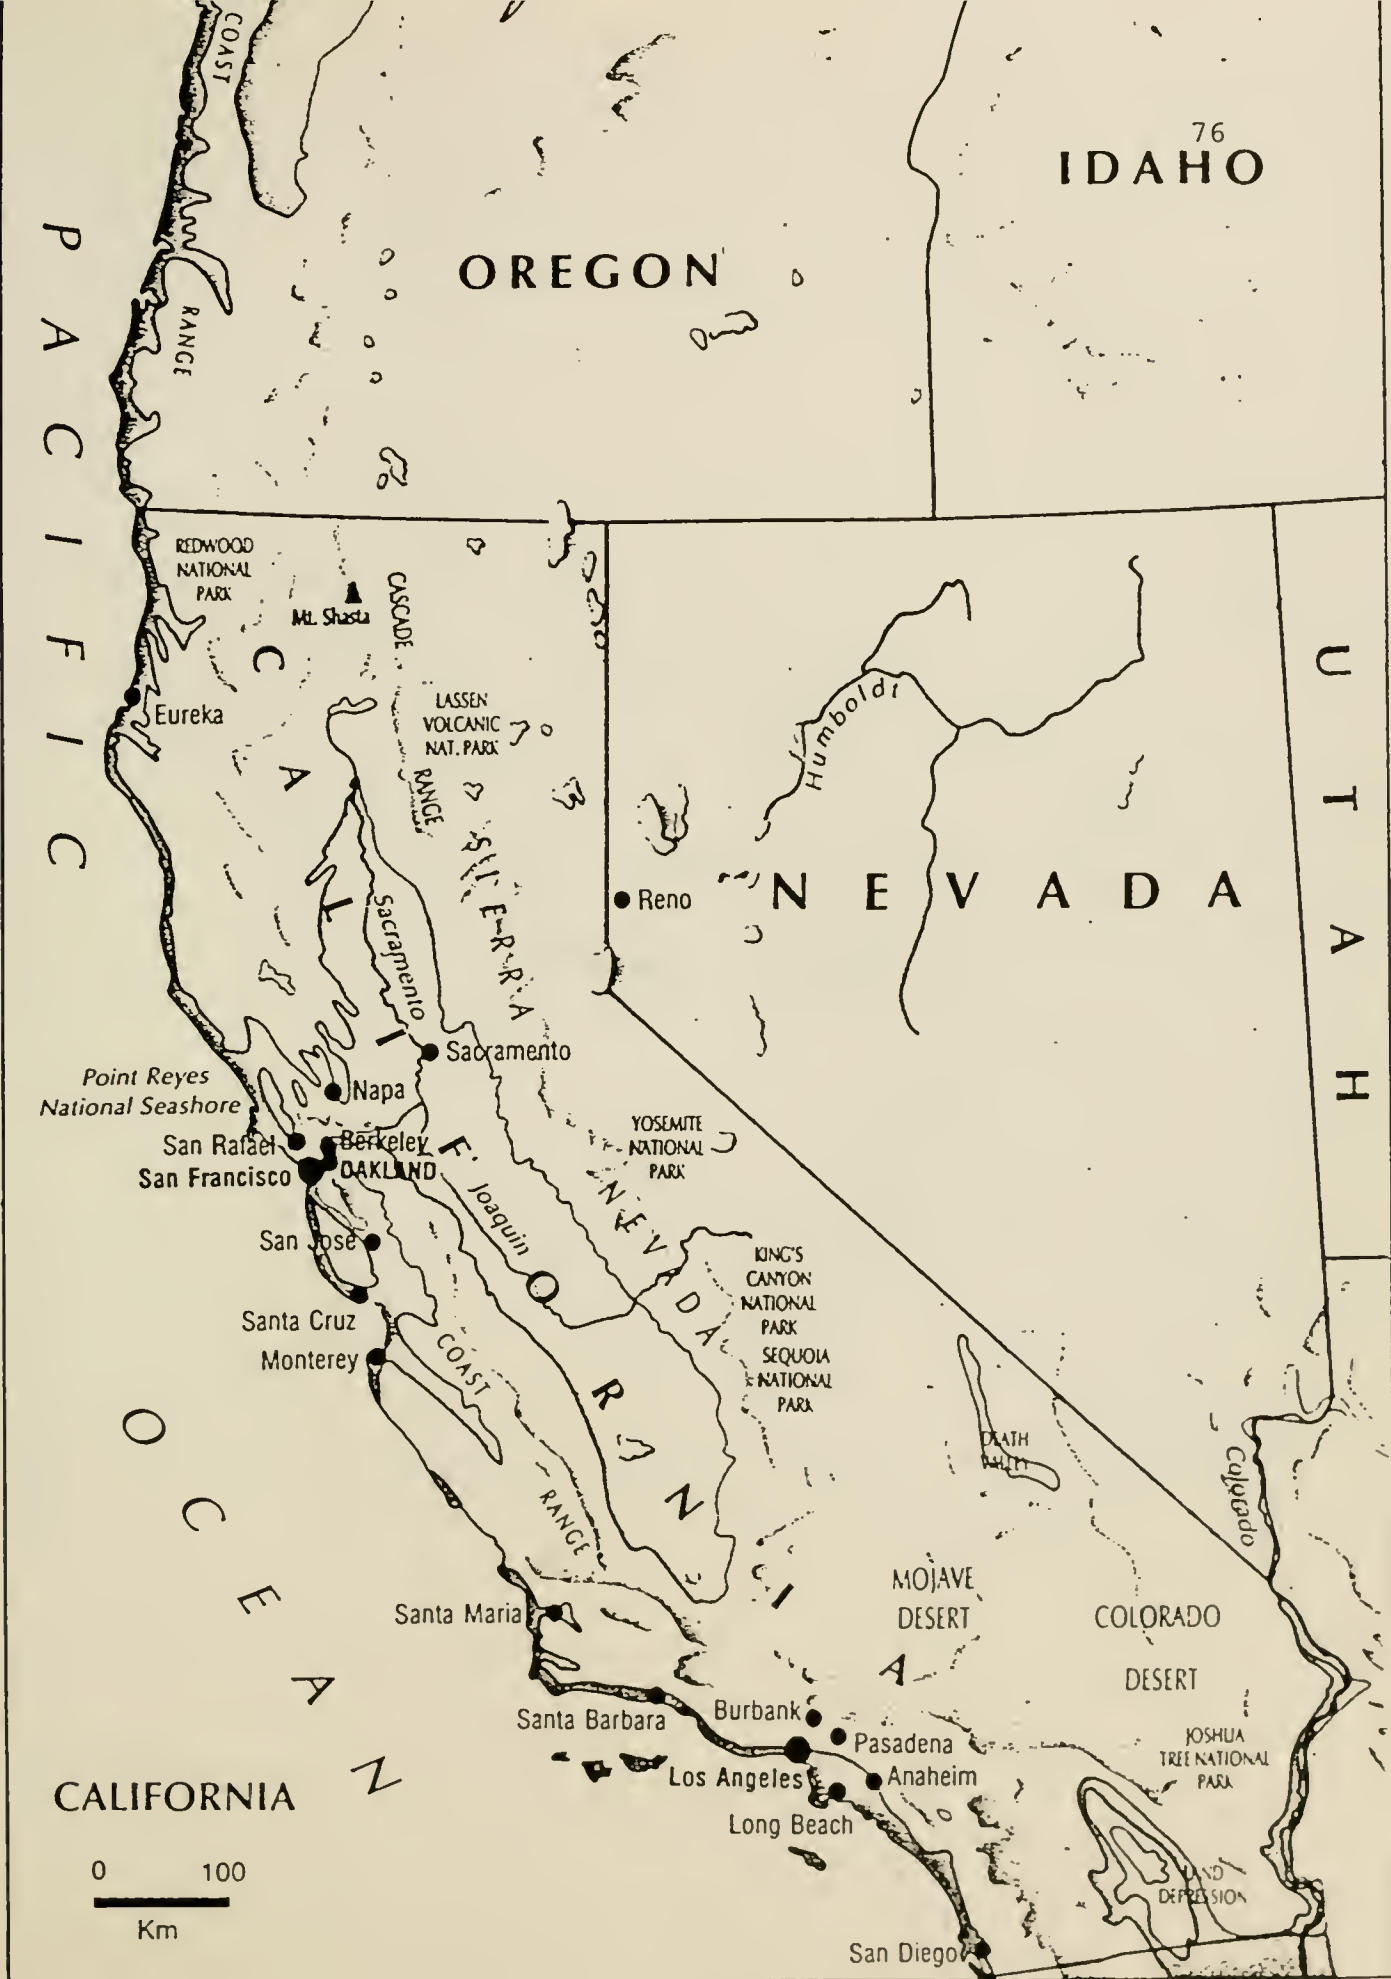 COAST
RANGE
76
IDAHO
OREGON
PACIFIC
OCEAN
REDWOOD
NATIONAL
PARK
Mt. Shasta
CASCADE
RANGE
CALIFORNIA
Eureka
LASSEN
VOLCANIC
NAT. PARK
Humboldt
UTAH
SIERRA
NEVADA
Reno
NEVADA
Sacramento
Sacramento
Point Reyes
National Seashore
Napa
San Rafael
Berkeley
San Francisco
OAKLAND
YOSEMITE
NATIONAL
PARK
Joaquin
San Jose
KING'S
CANYON
NATIONAL
PARK
Santa Cruz
Monterey
COAST
RANGE
SEQUOIA
NATIONAL
PARK
DEATH
VALLEY
Colorado
MOJAVE
DESERT
COLORADO
DESERT
Santa Maria
Santa Barbara
Burbank
Pasadena
Los Angeles
Anaheim
Long Beach
JOSHUA
TREE NATIONAL
PARK
CALIFORNIA
0 100
Km
LAND
DEPRESSION
San Diego